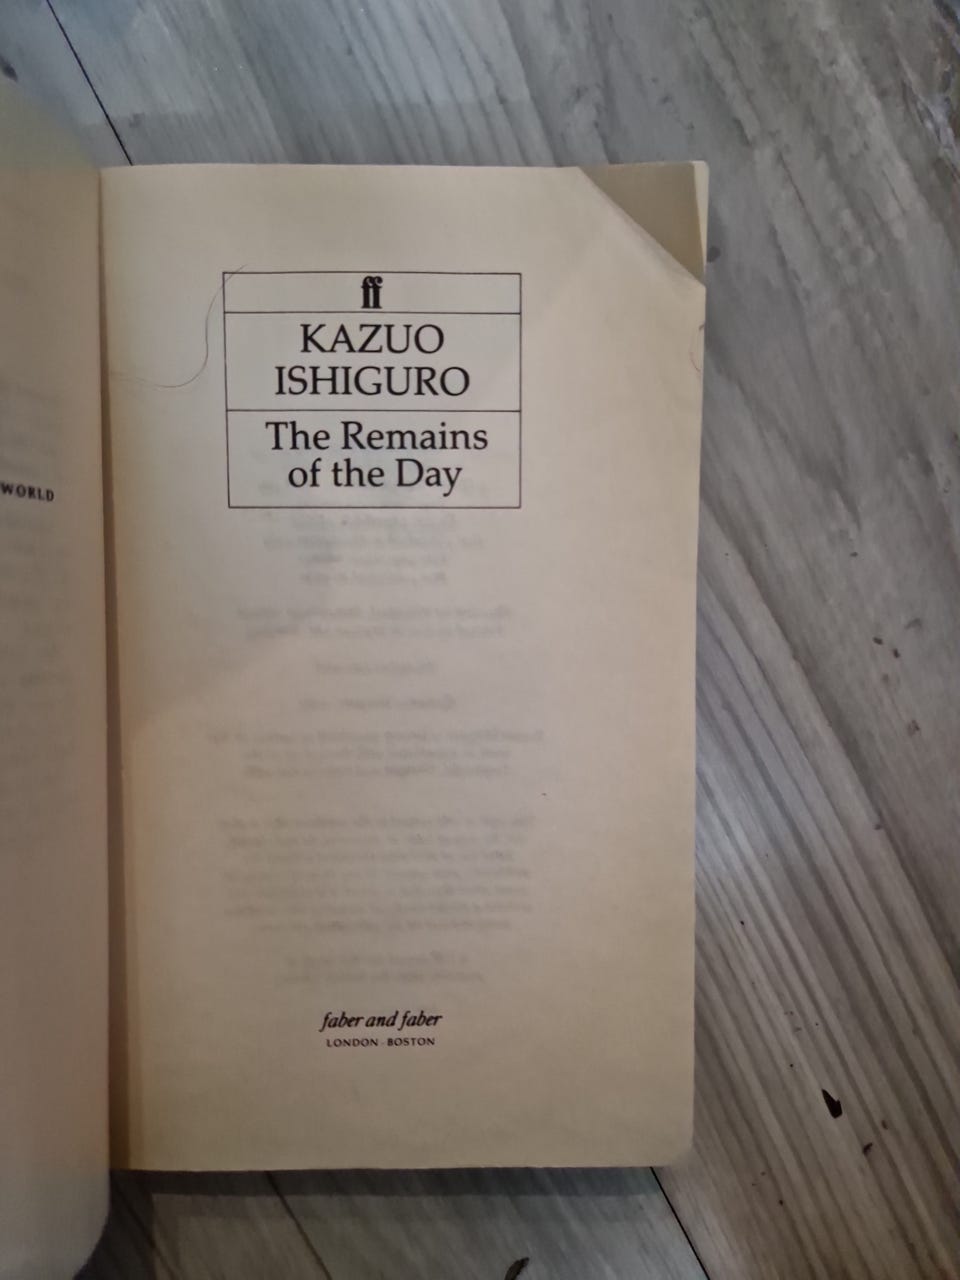 WORLD
ff
KAZUO
ISHIGURO
The Remains
of the Day
faber and faber
LONDON · BOSTON